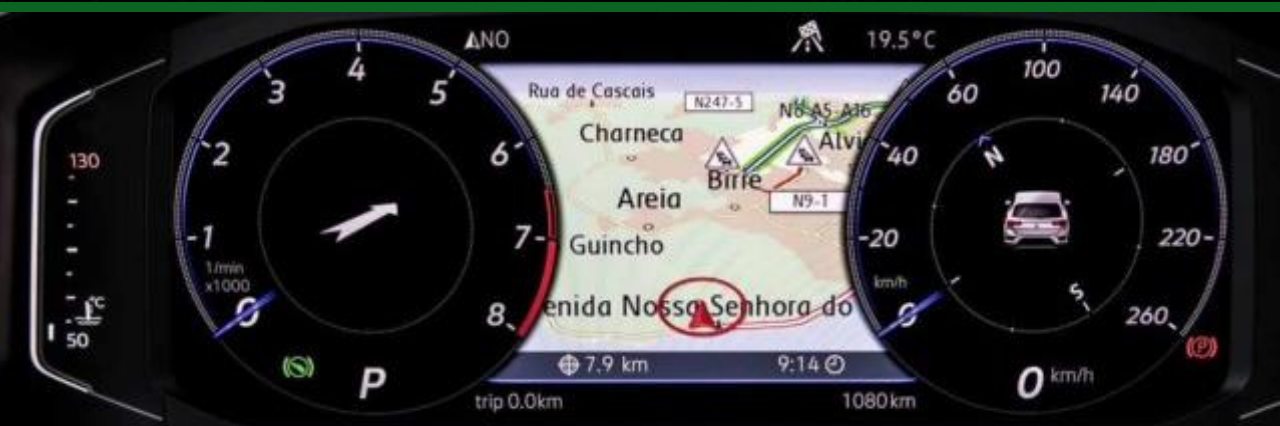 NO
19.5°C
130
50
°C
0
1
2
3
4
5
6
7
8
1/min
x1000
P
Rua de Cascais
N247-5
N6 A5 A16
Charneca
Alvi
Birre
Areia
N9-1
Guincho
enida Nossa Senhora do
7.9 km
9:14
trip 0.0km
1080km
0
20
40
60
100
140
180
220
260
km/h
N
S
0 km/h
(P)